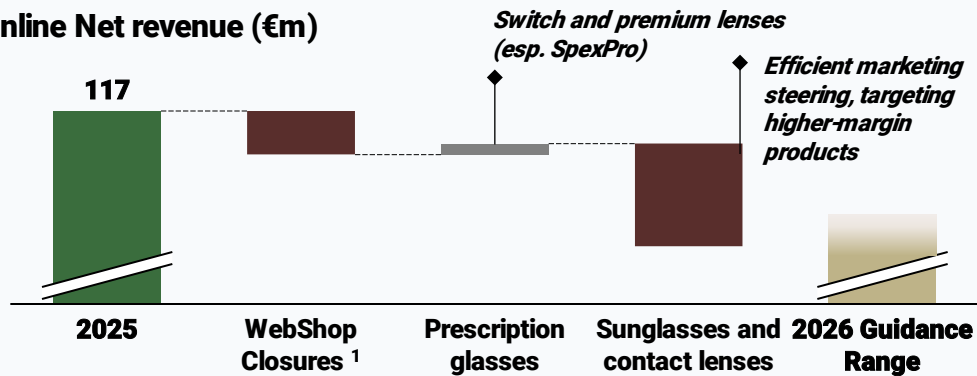 nline Net revenue (€m)
Switch and premium lenses
(esp. SpexPro)
Efficient marketing
steering, targeting
higher-margin
products
117
2025
WebShop
Closures ¹
Prescription
glasses
Sunglasses and
contact lenses
2026 Guidance
Range